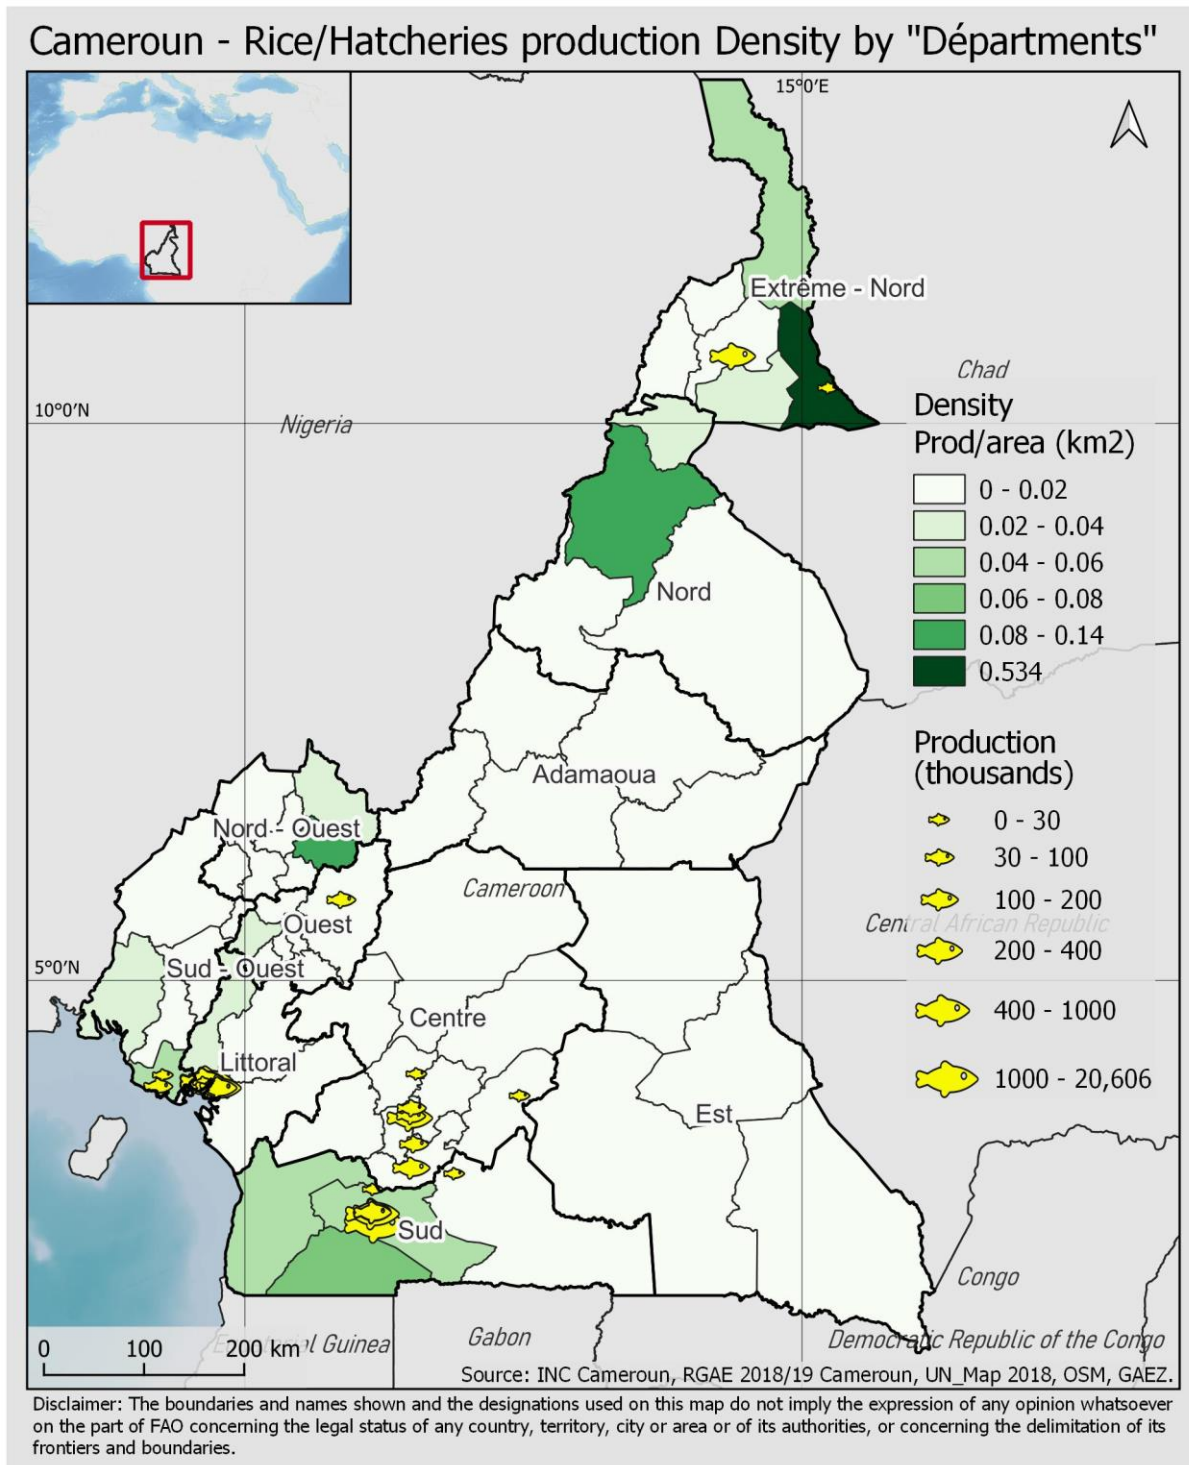 Cameroun - Rice/Hatcheries production Density by "Départments"
15°0'E
Extrême - Nord
Chad
10°0'N
Nigeria
Density
Prod/area (km2)
0 - 0.02
0.02 - 0.04
0.04 - 0.06
0.06 - 0.08
0.08 - 0.14
0.534
Nord
Production
(thousands)
0 - 30
30 - 100
100 - 200
200 - 400
400 - 1000
1000 - 20,606
Adamaoua
Nord - Ouest
Cameroon
Ouest
Central African Republic
5°0'N
Sud - Ouest
Centre
Littoral
Est
Sud
Congo
Equatorial Guinea
Gabon
Democratic Republic of the Congo
0 100 200 km
Source: INC Cameroun, RGAE 2018/19 Cameroun, UN_Map 2018, OSM, GAEZ.
Disclaimer: The boundaries and names shown and the designations used on this map do not imply the expression of any opinion whatsoever
on the part of FAO concerning the legal status of any country, territory, city or area or of its authorities, or concerning the delimitation of its
frontiers and boundaries.